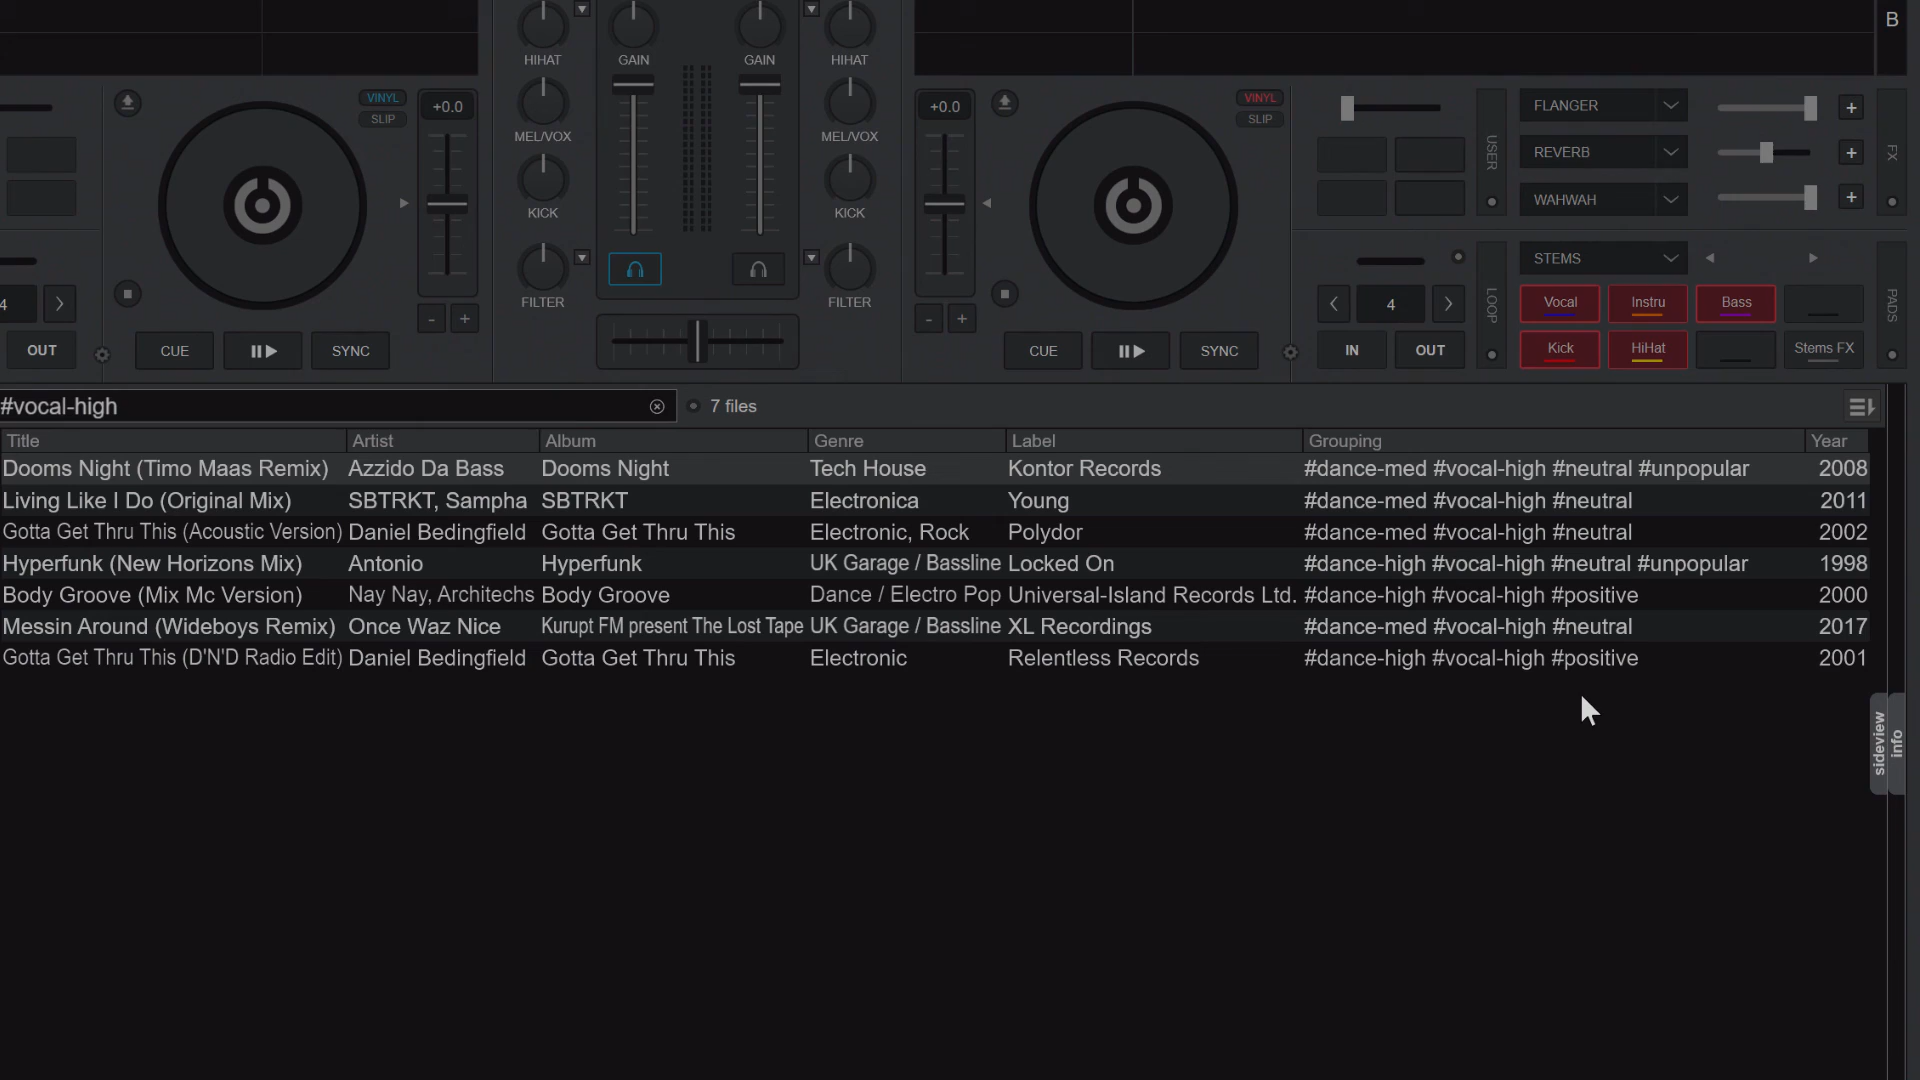 B
HIHAT
GAIN
GAIN
HIHAT
VINYL
SLIP
+0.0
MEL/VOX
MEL/VOX
+0.0
VINYL
SLIP
USER
FLANGER
+
REVERB
+
FX
WAHWAH
+
KICK
KICK
FILTER
FILTER
4
OUT
CUE
SYNC
-
+
-
+
CUE
SYNC
4
IN
OUT
LOOP
STEMS
Vocal
Instru
Bass
Kick
HiHat
Stems FX
PADS
#vocal-high
7 files
Title Artist Album Genre Label Grouping Year
Dooms Night (Timo Maas Remix) Azzido Da Bass Dooms Night Tech House Kontor Records #dance-med #vocal-high #neutral #unpopular 2008
Living Like I Do (Original Mix) SBTRKT, Sampha SBTRKT Electronica Young #dance-med #vocal-high #neutral 2011
Gotta Get Thru This (Acoustic Version) Daniel Bedingfield Gotta Get Thru This Electronic, Rock Polydor #dance-med #vocal-high #neutral 2002
Hyperfunk (New Horizons Mix) Antonio Hyperfunk UK Garage / Bassline Locked On #dance-high #vocal-high #neutral #unpopular 1998
Body Groove (Mix Mc Version) Nay Nay, Architechs Body Groove Dance / Electro Pop Universal-Island Records Ltd. #dance-high #vocal-high #positive 2000
Messin Around (Wideboys Remix) Once Waz Nice Kurupt FM present The Lost Tape UK Garage / Bassline XL Recordings #dance-med #vocal-high #neutral 2017
Gotta Get Thru This (D'N'D Radio Edit) Daniel Bedingfield Gotta Get Thru This Electronic Relentless Records #dance-high #vocal-high #positive 2001
sideview
info